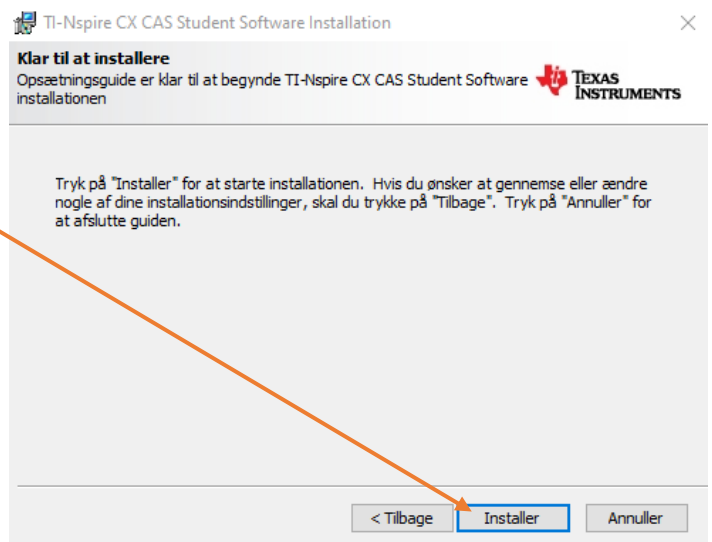 TI-Nspire CX CAS Student Software Installation
Klar til at installere
Opsætningsguide er klar til at begynde TI-Nspire CX CAS Student Software
installationen
TEXAS
INSTRUMENTS
Tryk på "Installer" for at starte installationen.  Hvis du ønsker at gennemse eller ændre
nogle af dine installationsindstillinger, skal du trykke på "Tilbage".  Tryk på "Annuller" for
at afslutte guiden.
< Tilbage
Installer
Annuller